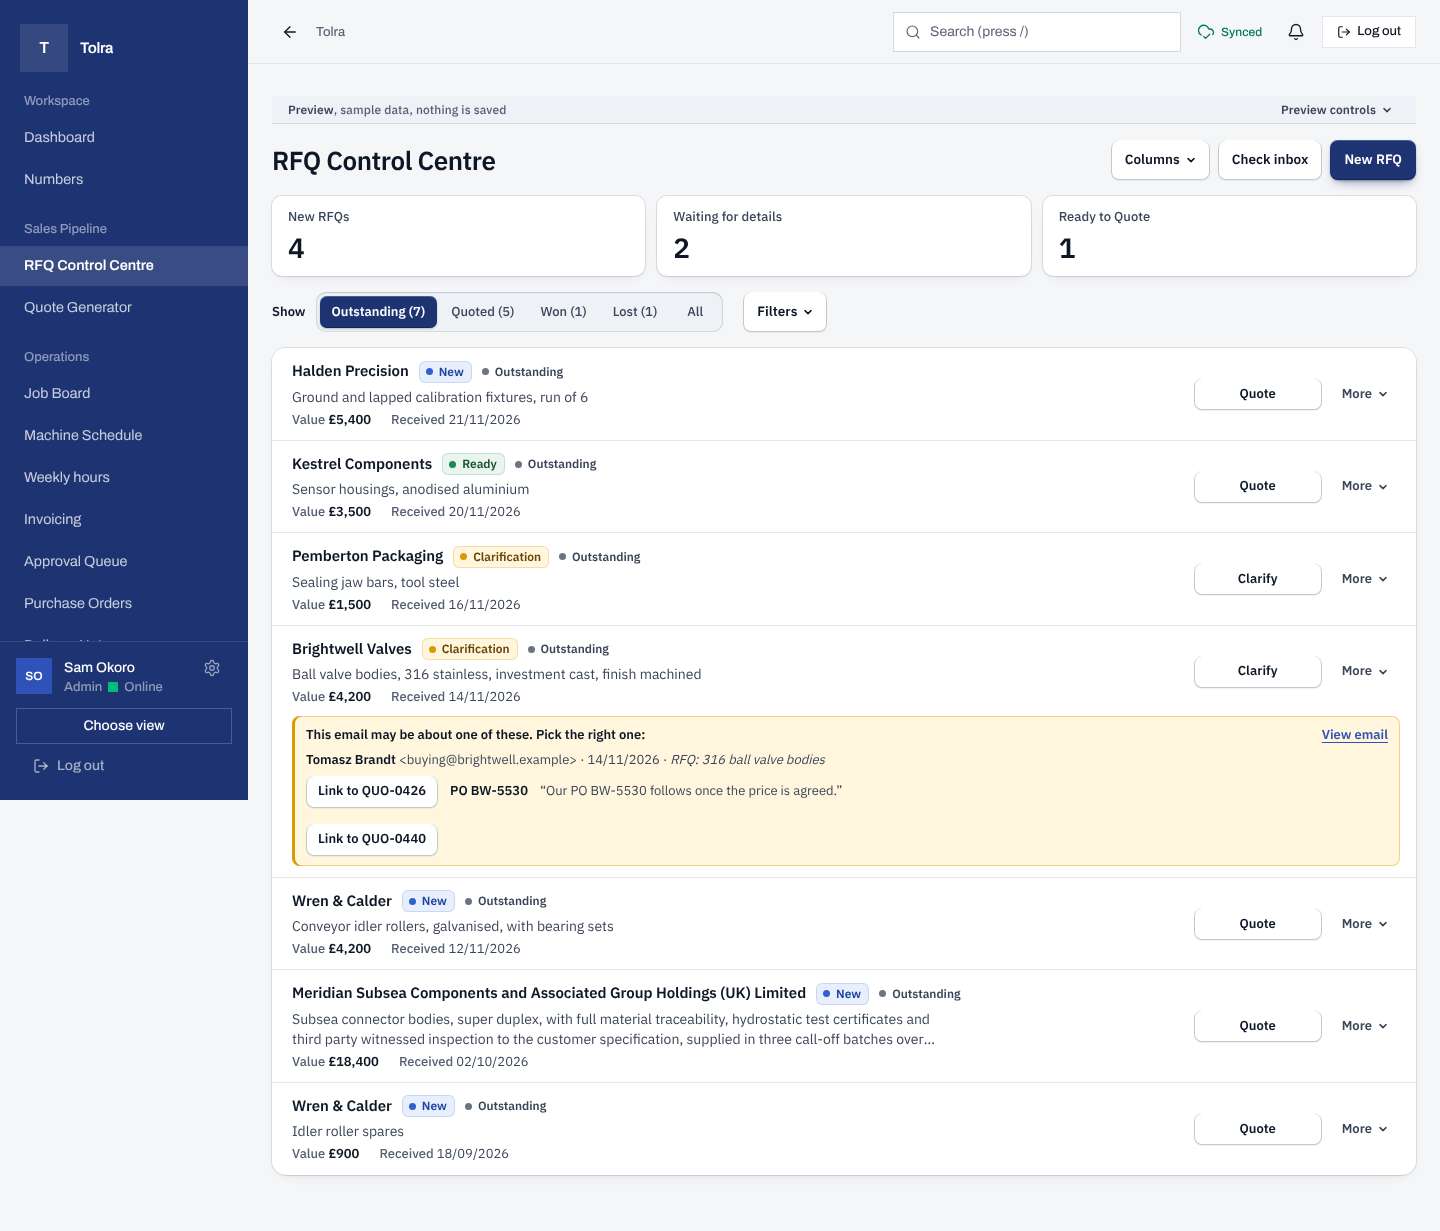 T
Tolra
Workspace
Dashboard
Numbers
Sales Pipeline
RFQ Control Centre
Quote Generator
Operations
Job Board
Machine Schedule
Weekly hours
Invoicing
Approval Queue
Purchase Orders
SO
Sam Okoro
Admin Online
Choose view
Log out
Tolra
Search (press /)
Synced
Log out
Preview, sample data, nothing is saved
Preview controls
RFQ Control Centre
Columns
Check inbox
New RFQ
New RFQs
4
Waiting for details
2
Ready to Quote
1
Show
Outstanding (7)
Quoted (5)
Won (1)
Lost (1)
All
Filters
Halden Precision New Outstanding
Ground and lapped calibration fixtures, run of 6
Value £5,400 Received 21/11/2026
Quote
More
Kestrel Components Ready Outstanding
Sensor housings, anodised aluminium
Value £3,500 Received 20/11/2026
Quote
More
Pemberton Packaging Clarification Outstanding
Sealing jaw bars, tool steel
Value £1,500 Received 16/11/2026
Clarify
More
Brightwell Valves Clarification Outstanding
Ball valve bodies, 316 stainless, investment cast, finish machined
Value £4,200 Received 14/11/2026
Clarify
More
This email may be about one of these. Pick the right one:
View email
Tomasz Brandt <buying@brightwell.example> · 14/11/2026 · RFQ: 316 ball valve bodies
Link to QUO-0426 PO BW-5530 “Our PO BW-5530 follows once the price is agreed.”
Link to QUO-0440
Wren & Calder New Outstanding
Conveyor idler rollers, galvanised, with bearing sets
Value £4,200 Received 12/11/2026
Quote
More
Meridian Subsea Components and Associated Group Holdings (UK) Limited New Outstanding
Subsea connector bodies, super duplex, with full material traceability, hydrostatic test certificates and
third party witnessed inspection to the customer specification, supplied in three call-off batches over…
Value £18,400 Received 02/10/2026
Quote
More
Wren & Calder New Outstanding
Idler roller spares
Value £900 Received 18/09/2026
Quote
More